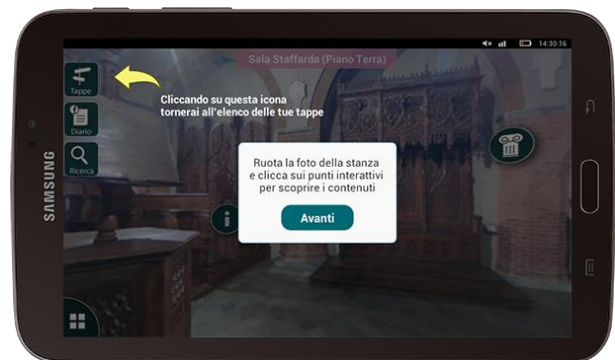 14:30:16
Sala Staffarda (Piano Terra)
Tappe
Cliccando su questa icona
tornerai all'elenco delle tue tappe
Diario
Ricerca
Ruota la foto della stanza
e clicca sui punti interattivi
per scoprire i contenuti
Avanti
SAMSUNG